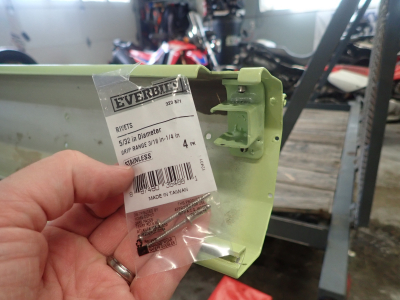 EVERBILT
RIVETS
5/32 in Diameter
GRIP RANGE 3/16 in-1/4 in
STAINLESS
4 PK
MADE IN TAIWAN